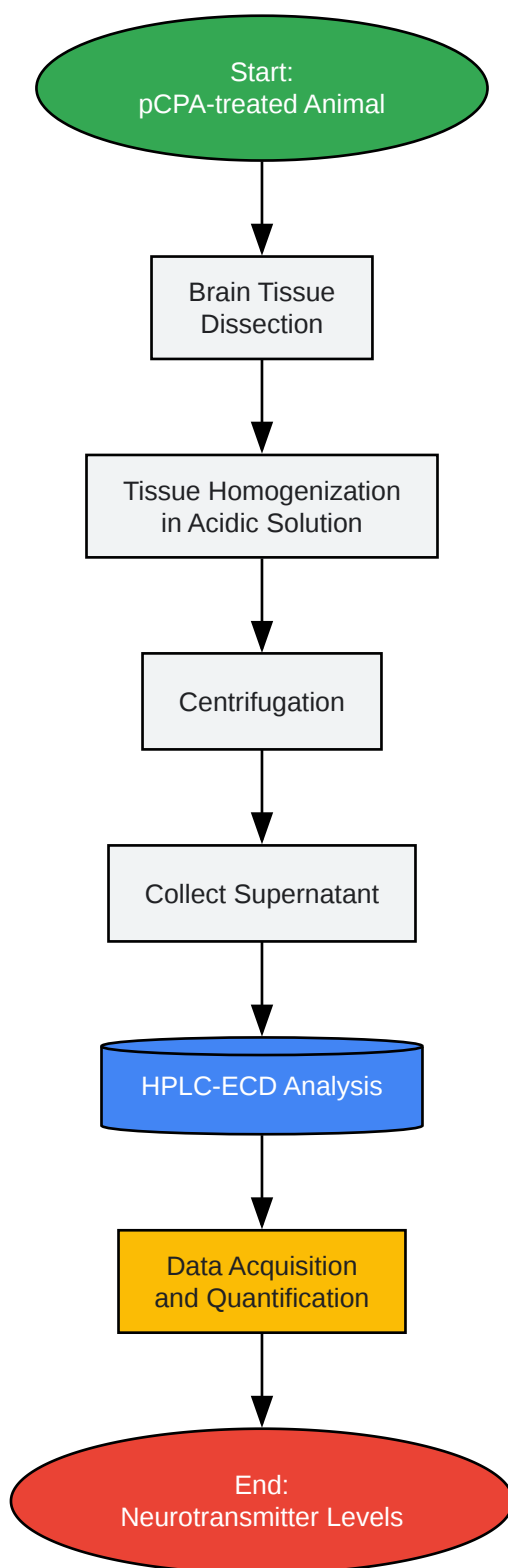 Start:
pCPA-treated Animal
Brain Tissue
Dissection
Tissue Homogenization
in Acidic Solution
Centrifugation
Collect Supernatant
HPLC-ECD Analysis
Data Acquisition
and Quantification
End:
Neurotransmitter Levels